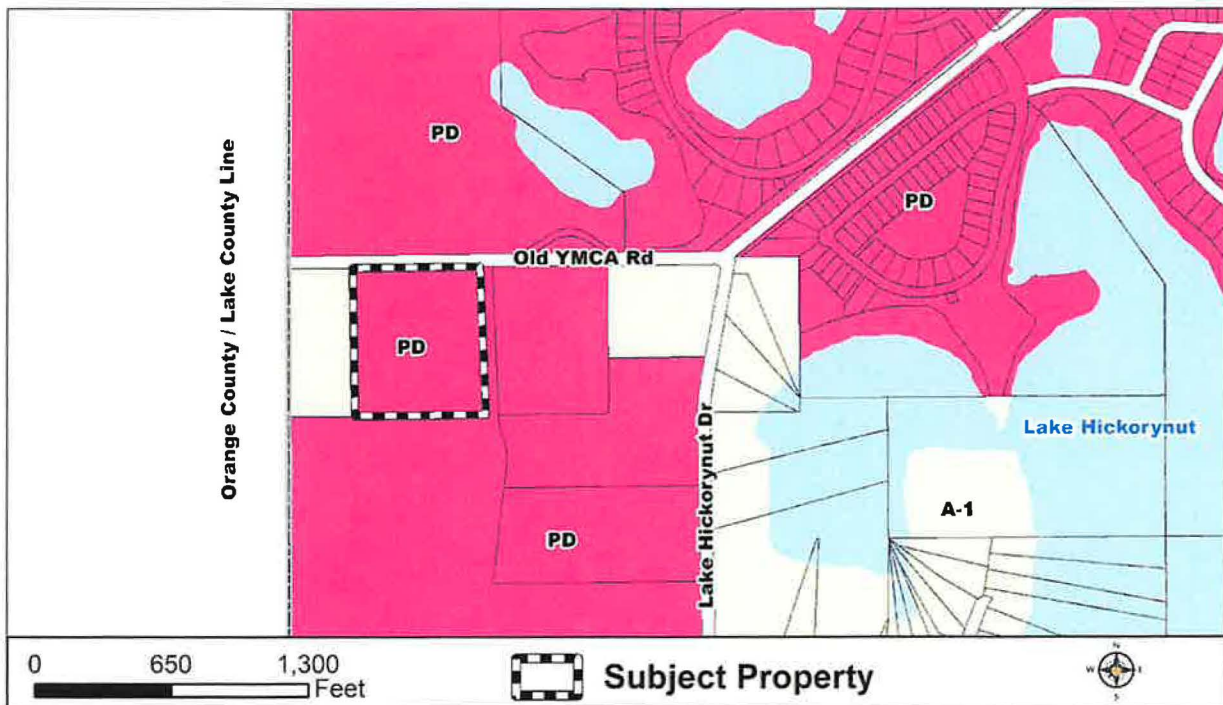 PD
PD
Orange County / Lake County Line
Old YMCA Rd
PD
Lake Hickorynut Dr
Lake Hickorynut
A-1
PD
0 650 1,300
Feet
Subject Property
N
W E
S